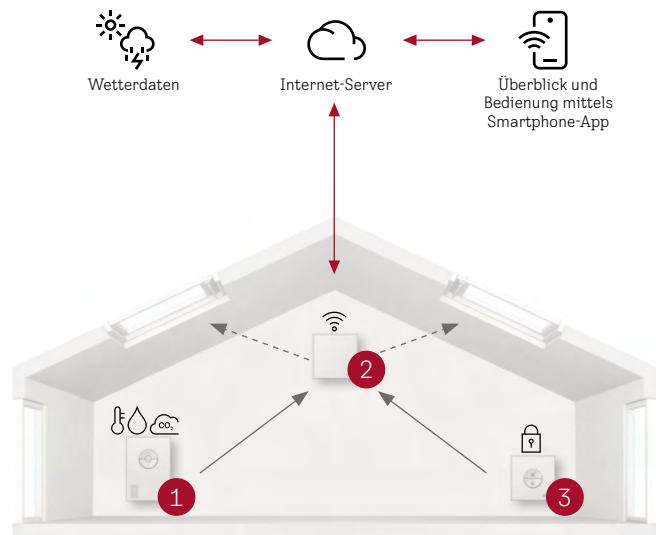 Wetterdaten
Internet-Server
Überblick und
Bedienung mittels
Smartphone-App
2
CO₂
1
3